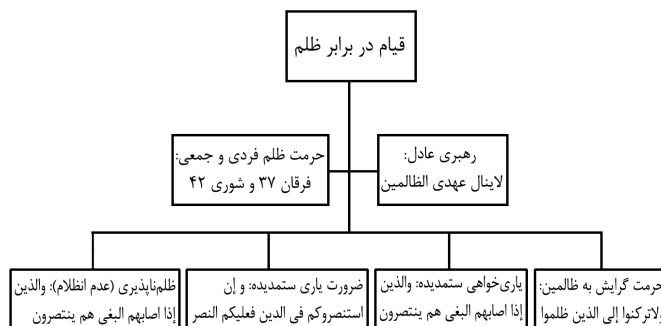 قیام در برابر ظلم
رهبری عادل:
لاینال عهدی الظالمین
حرمت ظلم فردی و جمعی:
فرقان ۳۷ و شوری ۴۲
حرمت گرایش به ظالمین:
ولاترکنوا إلی الذین ظلموا
یاری‌خواهی ستمدیده: والذین
إذا اصابهم البغی هم ینتصرون
ضرورت یاری ستمدیده: و إن
استنصروکم فی الدین فعلیکم النصر
ظلم‌ناپذیری (عدم انظلام): والذین
إذا اصابهم البغی هم ینتصرون